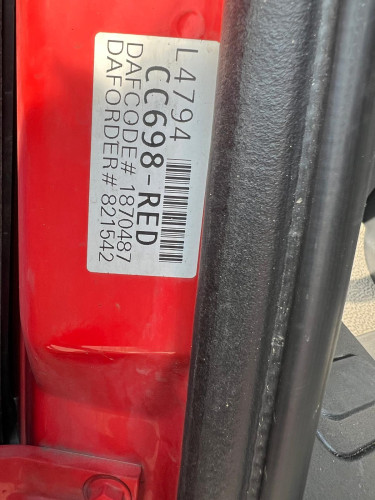 L4794
CC698-RED
DAFCODE# 1870487
DAFORDER# 821542